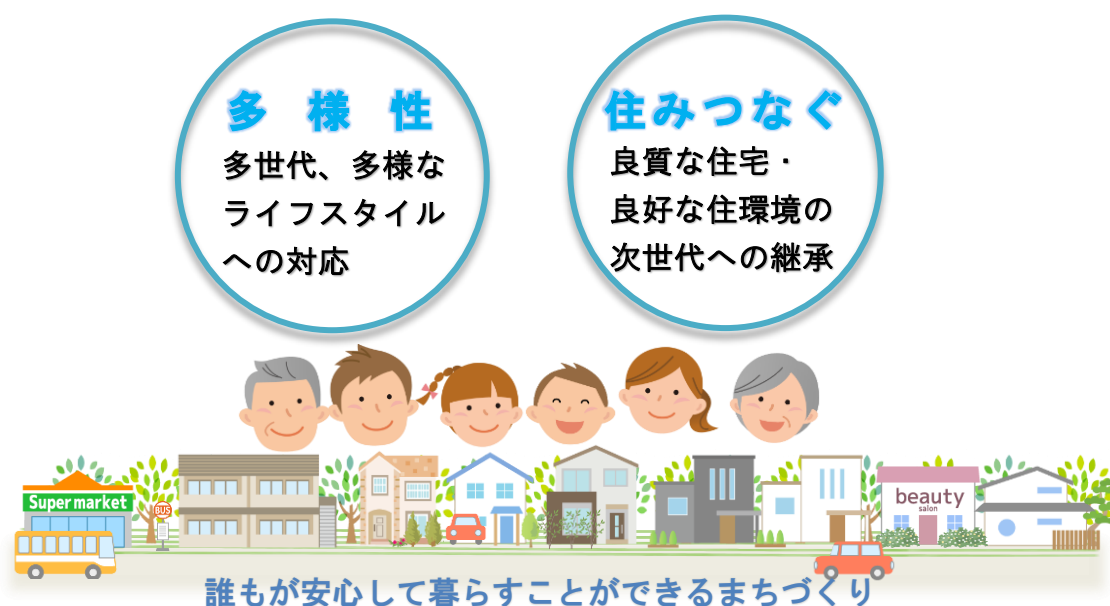 多様性
多世代、多様な
ライフスタイル
への対応
住みつなぐ
良質な住宅・
良好な住環境の
次世代への継承
Super market
BUS
beauty
salon
誰もが安心して暮らすことができるまちづくり